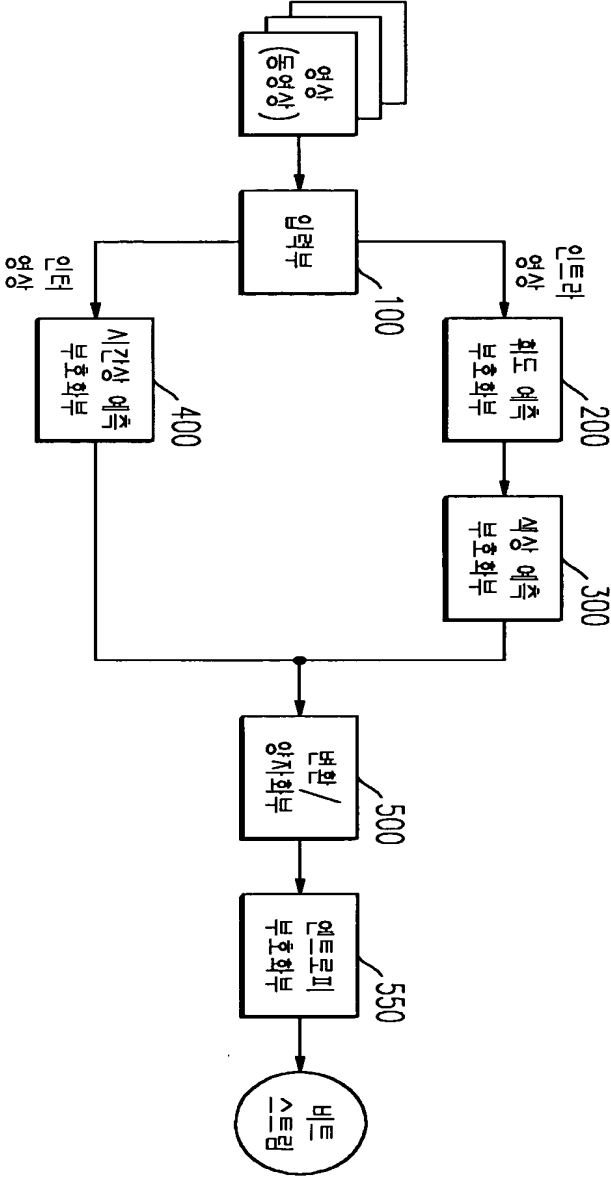 영상
(동영상)
입력부
100
인트라
영상
휘도 예측
부호화부
200
색상 예측
부호화부
300
인터
영상
시간상 예측
부호화부
400
변환/
양자화부
500
엔트로피
부호화부
550
비트
스트림